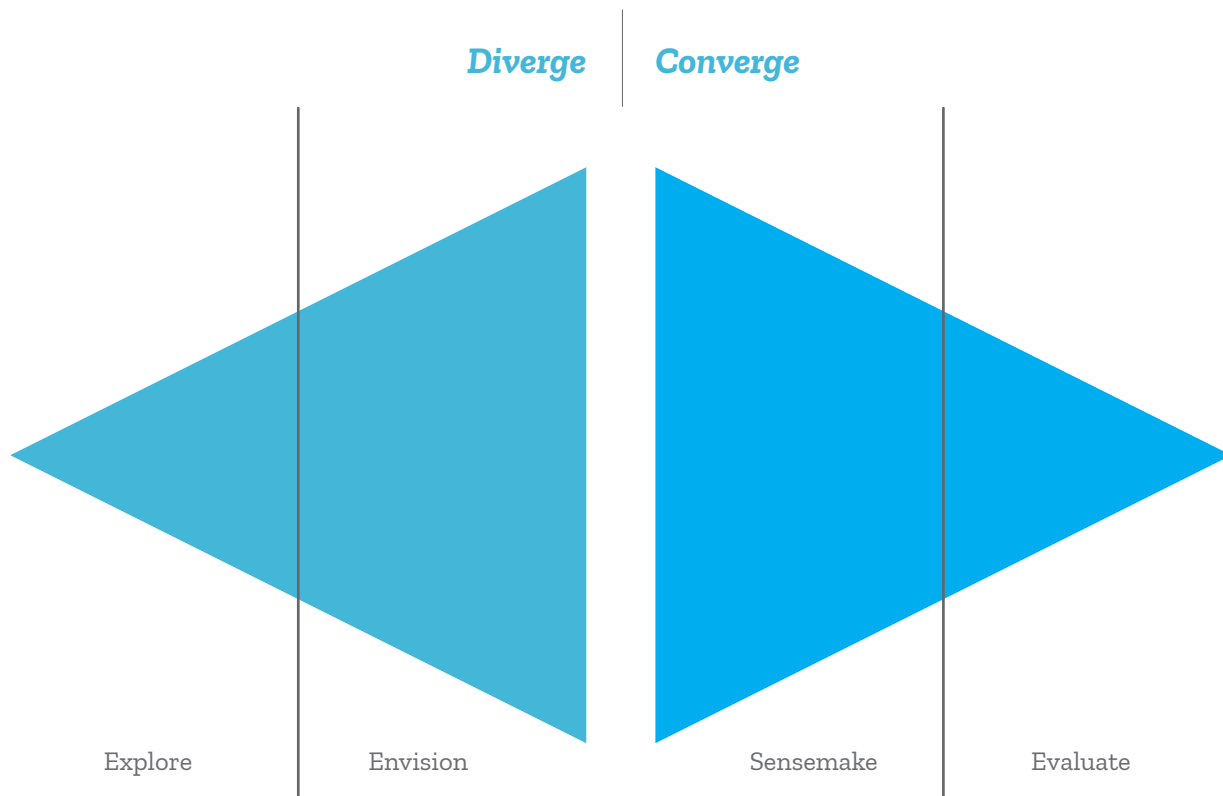 Diverge
Converge
Explore
Envision
Sensemake
Evaluate